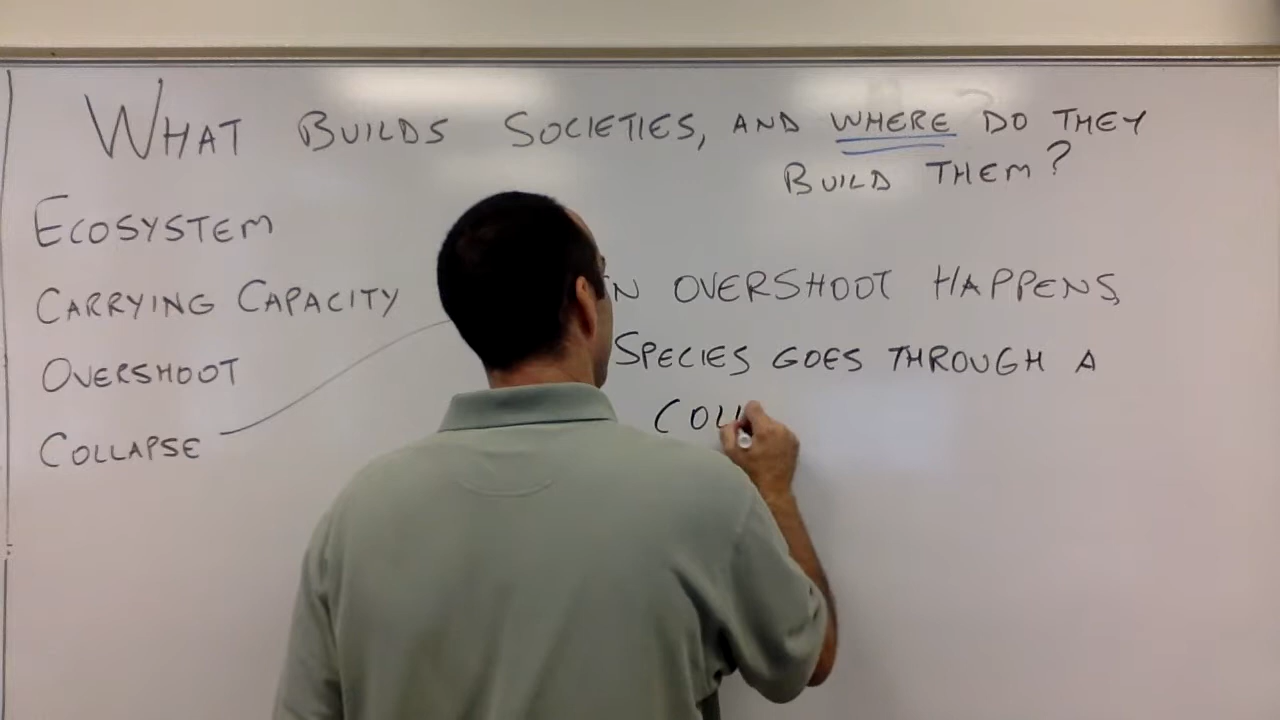 WHAT BUILDS SOCIETIES, AND WHERE DO THEY
BUILD THEM?
ECOSYSTEM
CARRYING CAPACITY
OVERSHOOT
COLLAPSE
OVERSHOOT HAPPENS,
SPECIES GOES THROUGH A